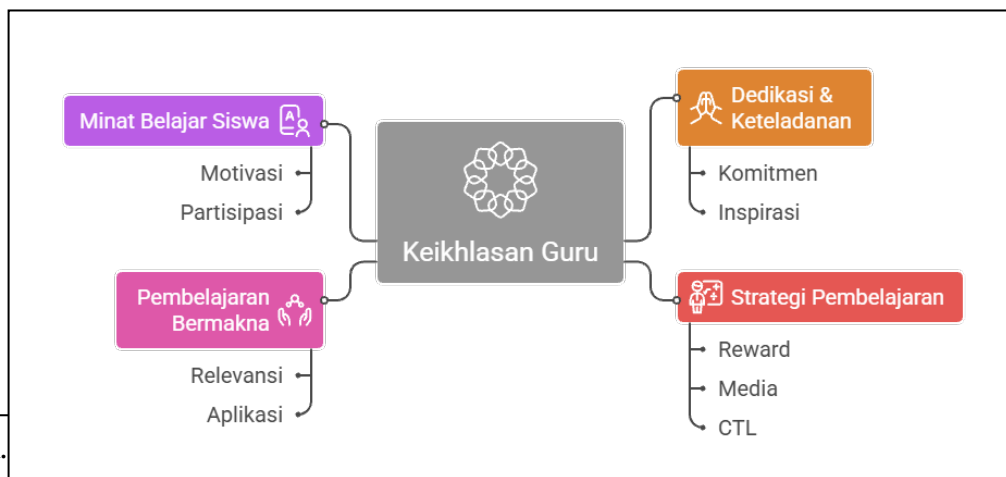 Minat Belajar Siswa
Motivasi
Partisipasi
Pembelajaran
Bermakna
Relevansi
Aplikasi
Keikhlasan Guru
Dedikasi &
Keteladanan
Komitmen
Inspirasi
Strategi Pembelajaran
Reward
Media
CTL